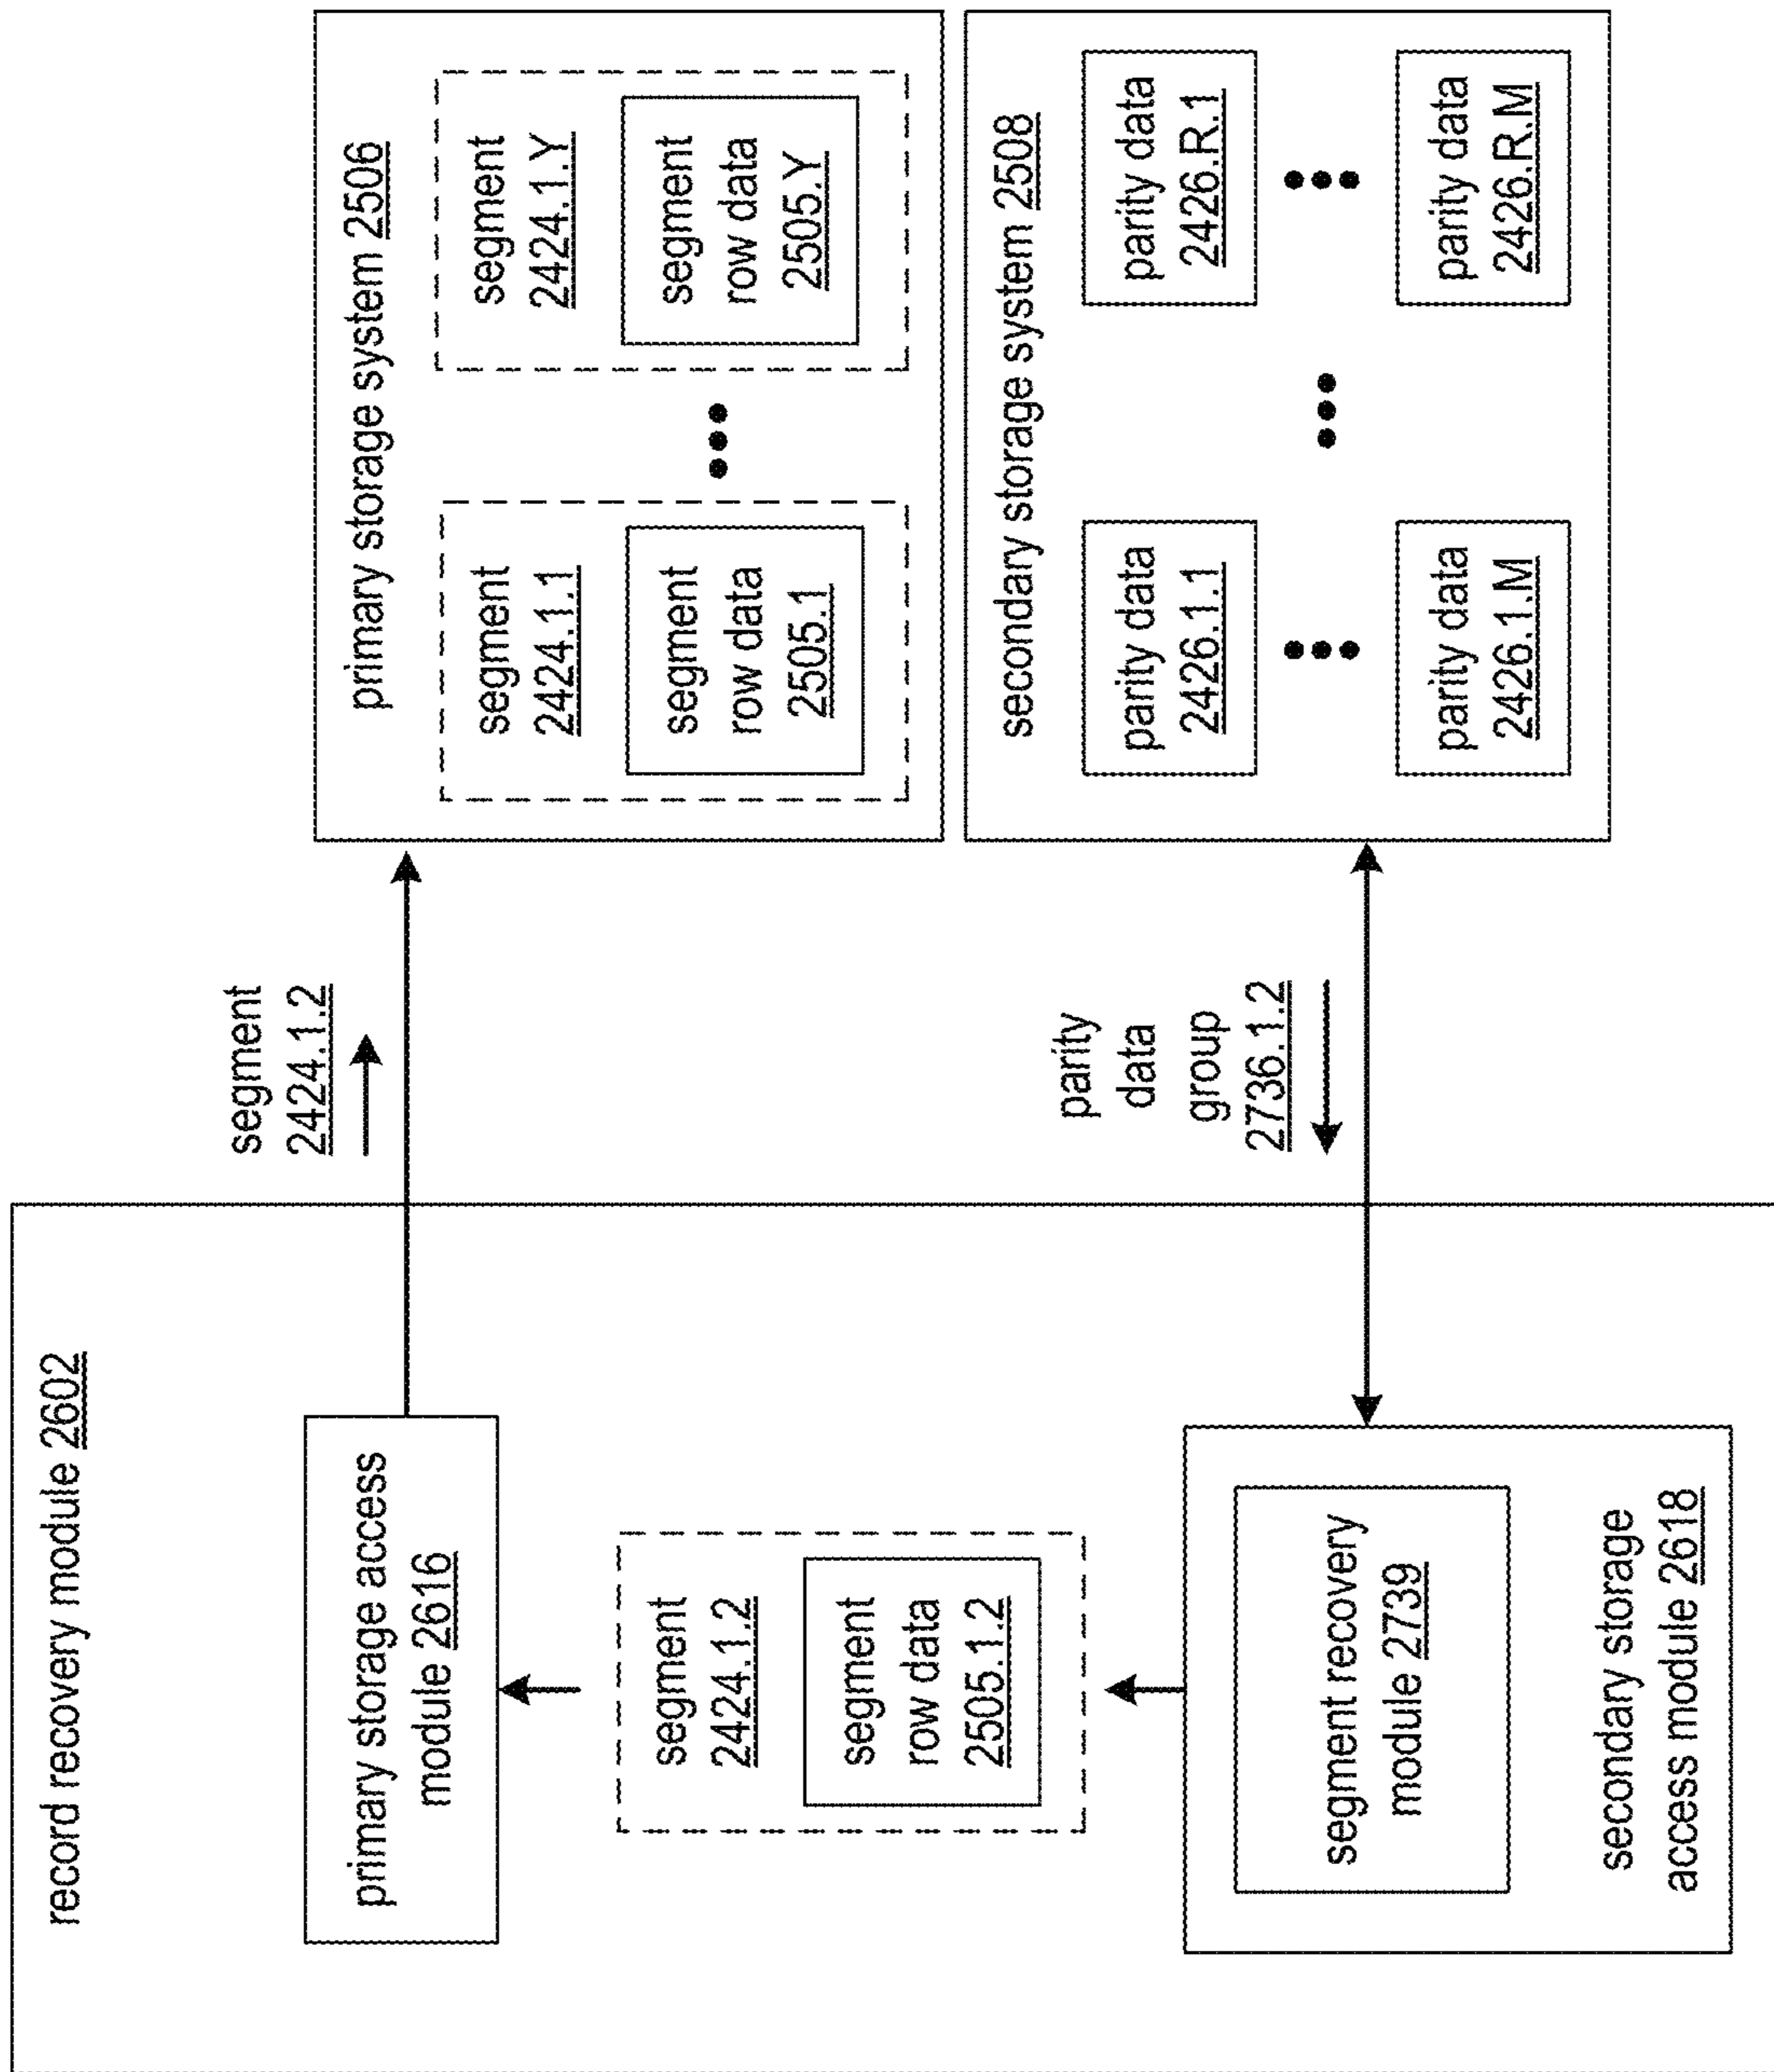 record recovery module 2602
primary storage access
module 2616
segment
2424.1.2
segment
row data
2505.1.2
segment recovery
module 2739
secondary storage
access module 2618
segment
2424.1.2
parity
data
group
2736.1.2
primary storage system 2506
segment
2424.1.1
segment
row data
2505.1
segment
2424.1.Y
segment
row data
2505.Y
secondary storage system 2508
parity data
2426.1.1
parity data
2426.R.1
parity data
2426.1.M
parity data
2426.R.M